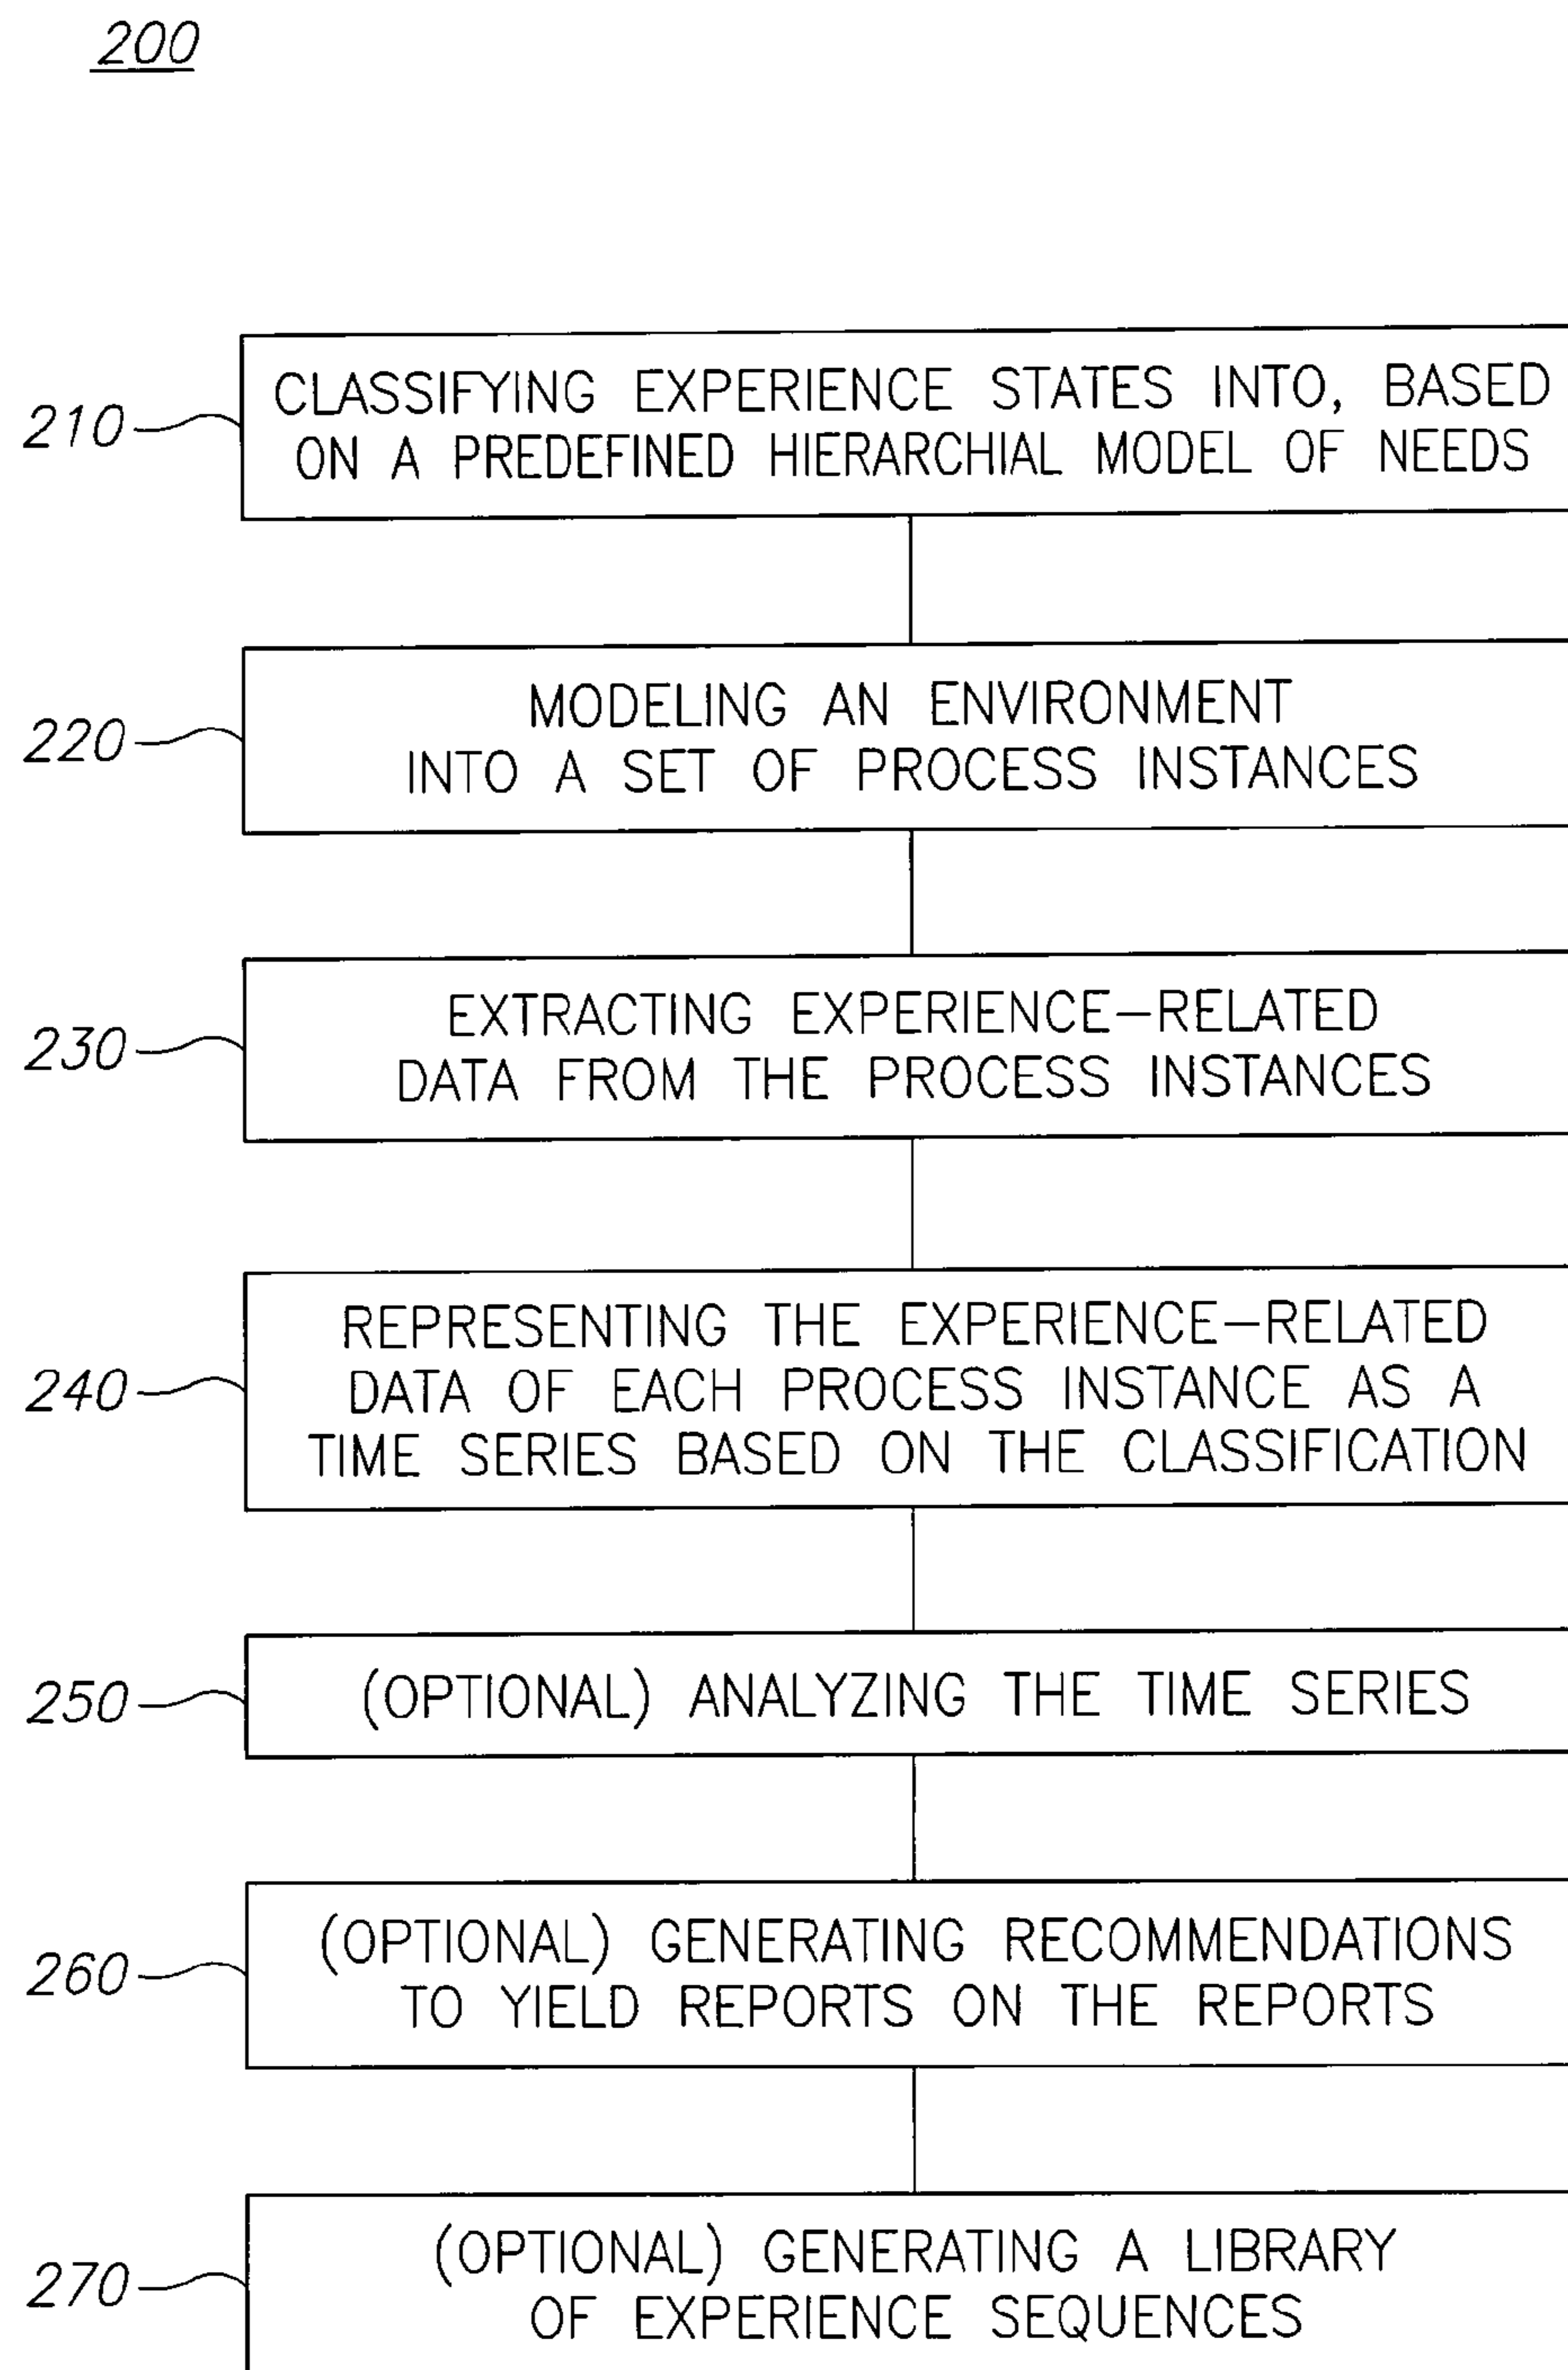 200
210
CLASSIFYING EXPERIENCE STATES INTO, BASED
ON A PREDEFINED HIERARCHIAL MODEL OF NEEDS
220
MODELING AN ENVIRONMENT
INTO A SET OF PROCESS INSTANCES
230
EXTRACTING EXPERIENCE-RELATED
DATA FROM THE PROCESS INSTANCES
240
REPRESENTING THE EXPERIENCE-RELATED
DATA OF EACH PROCESS INSTANCE AS A
TIME SERIES BASED ON THE CLASSIFICATION
250
(OPTIONAL) ANALYZING THE TIME SERIES
260
(OPTIONAL) GENERATING RECOMMENDATIONS
TO YIELD REPORTS ON THE REPORTS
270
(OPTIONAL) GENERATING A LIBRARY
OF EXPERIENCE SEQUENCES